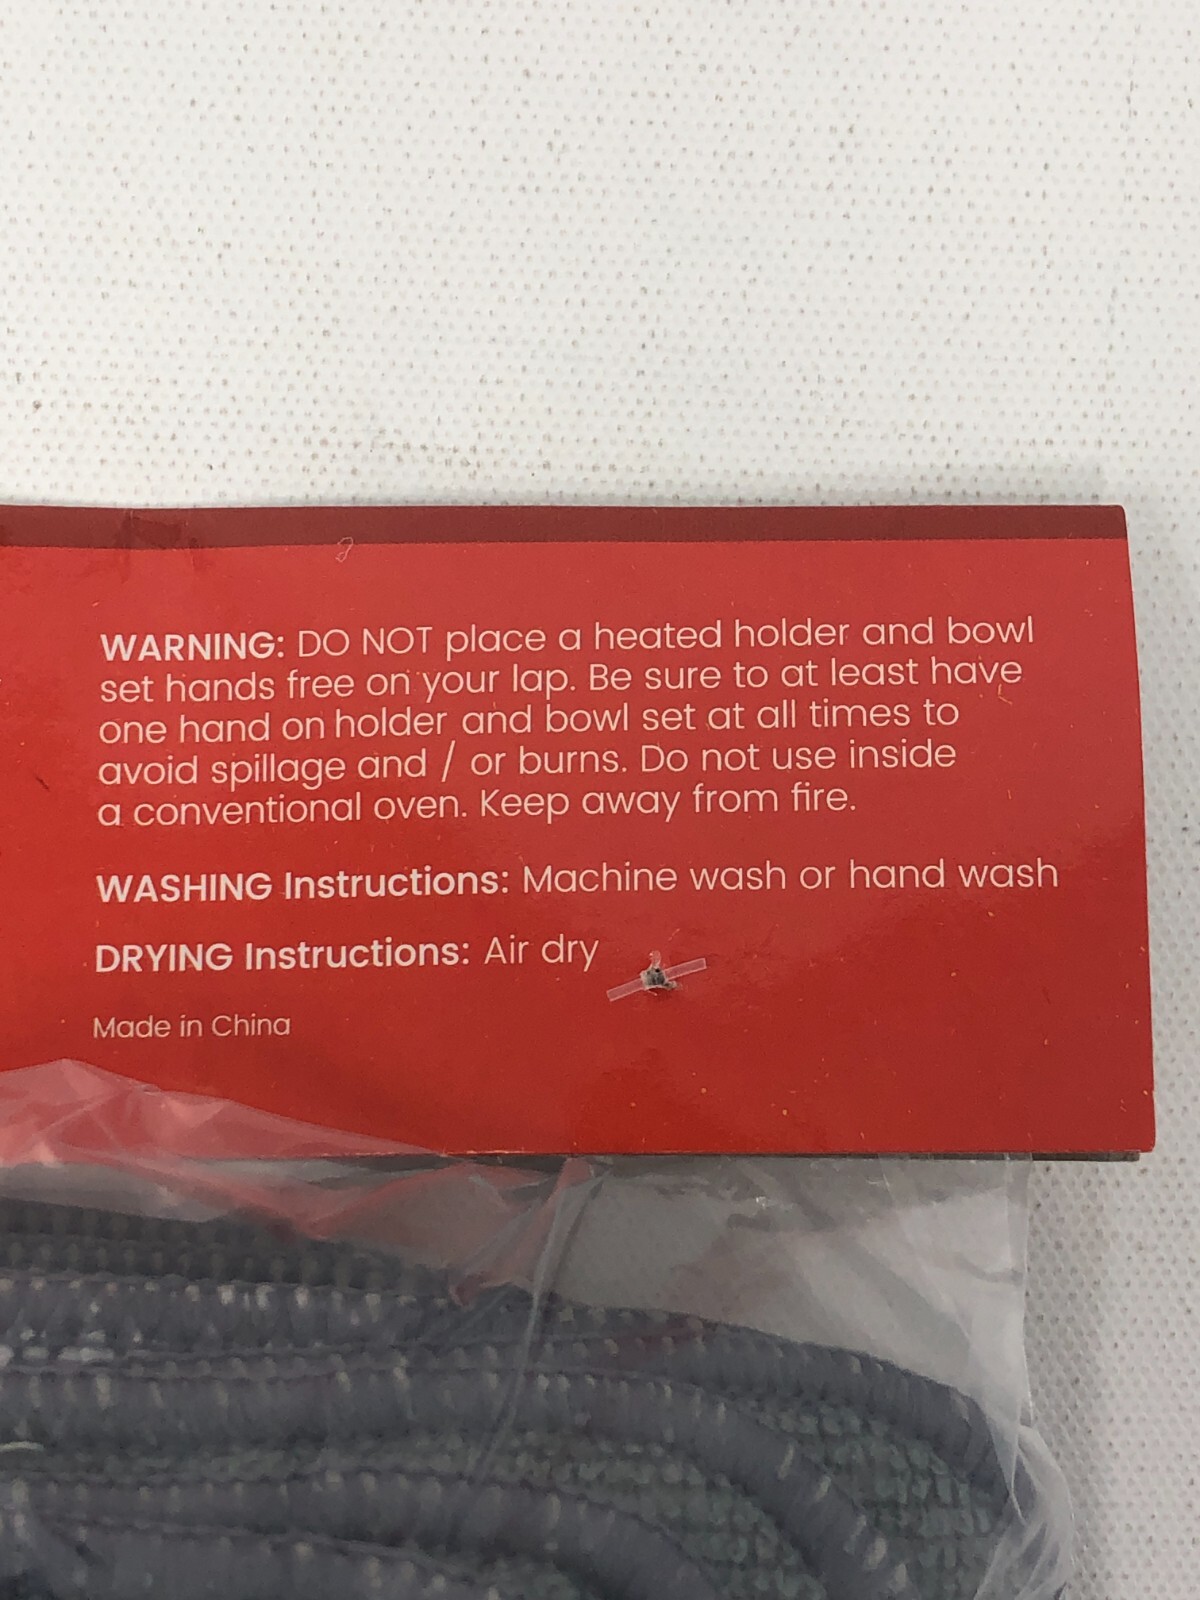 WARNING: DO NOT place a heated holder and bowl
set hands free on your lap. Be sure to at least have
one hand on holder and bowl set at all times to
avoid spillage and / or burns. Do not use inside
a conventional oven. Keep away from fire.
WASHING Instructions: Machine wash or hand wash
DRYING Instructions: Air dry
Made in China